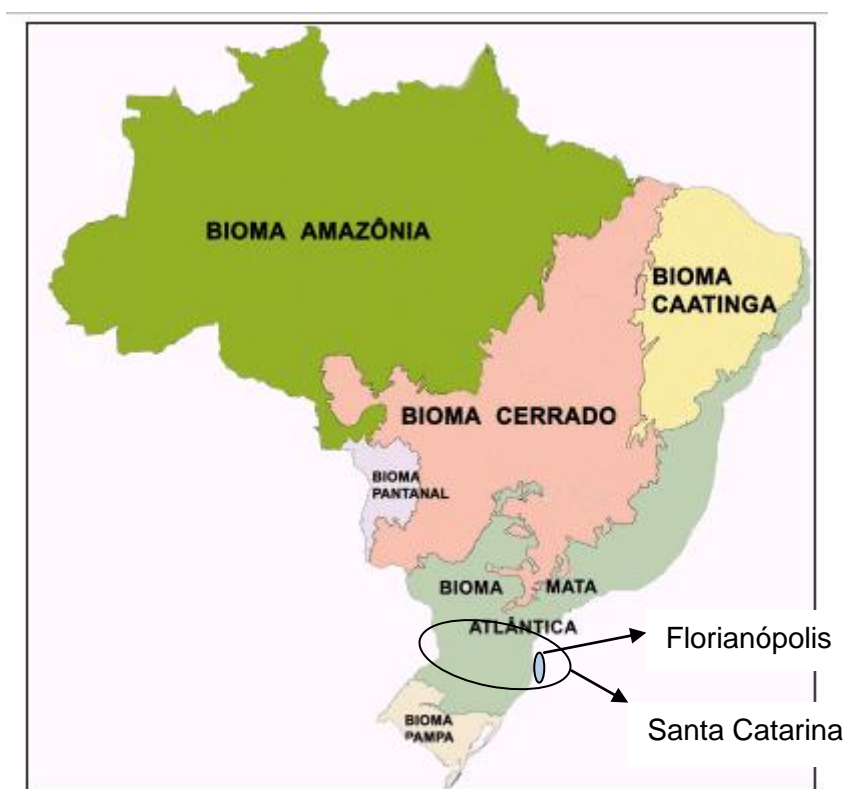 BIOMA AMAZÔNIA
BIOMA
CAATINGA
BIOMA CERRADO
BIOMA
PANTANAL
BIOMA MATA
ATLÂNTICA
Florianópolis
Santa Catarina
BIOMA
PAMPA